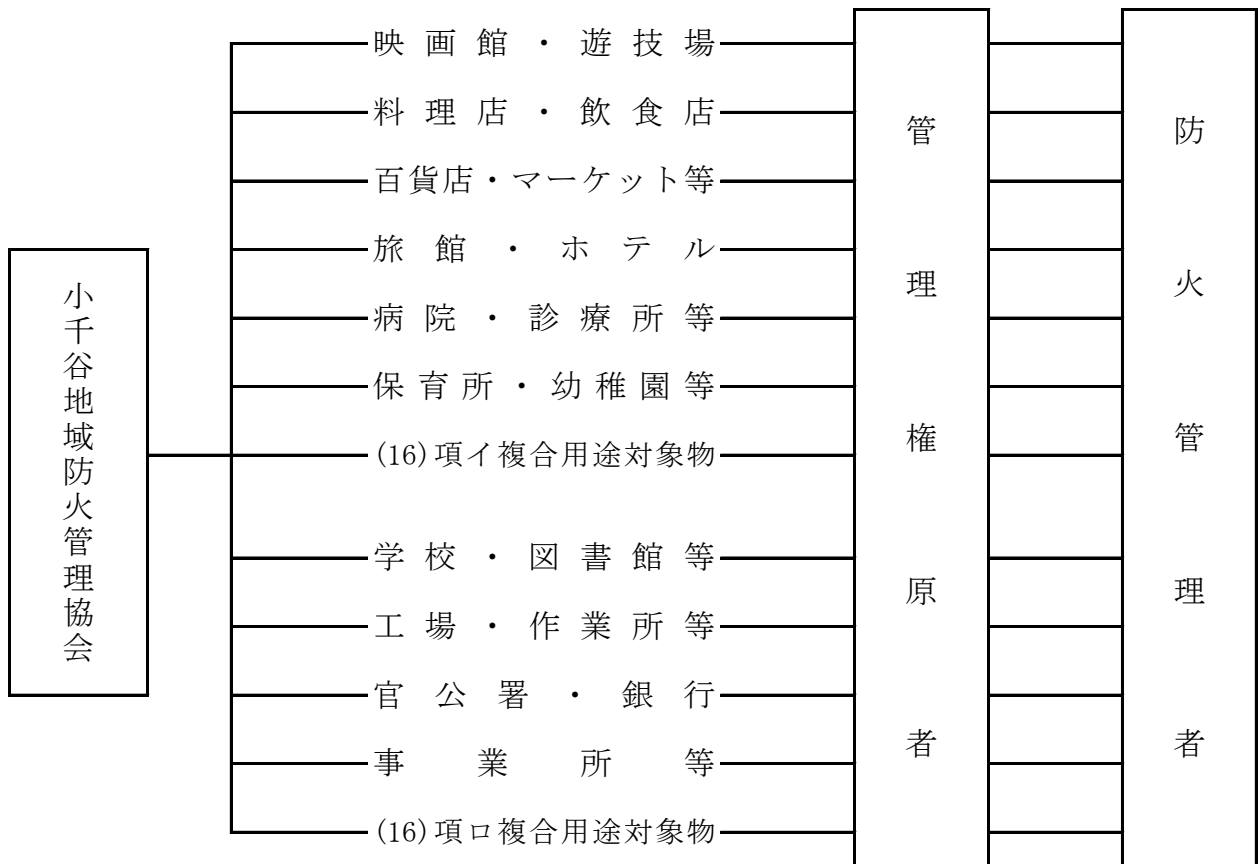 小千谷地域防火管理協会
映画館・遊技場
料理店・飲食店
百貨店・マーケット等
旅館・ホテル
病院・診療所等
保育所・幼稚園等
(16)項イ複合用途対象物
学校・図書館等
工場・作業所等
官公署・銀行
事業所等
(16)項ロ複合用途対象物
管理権原者
防火管理者